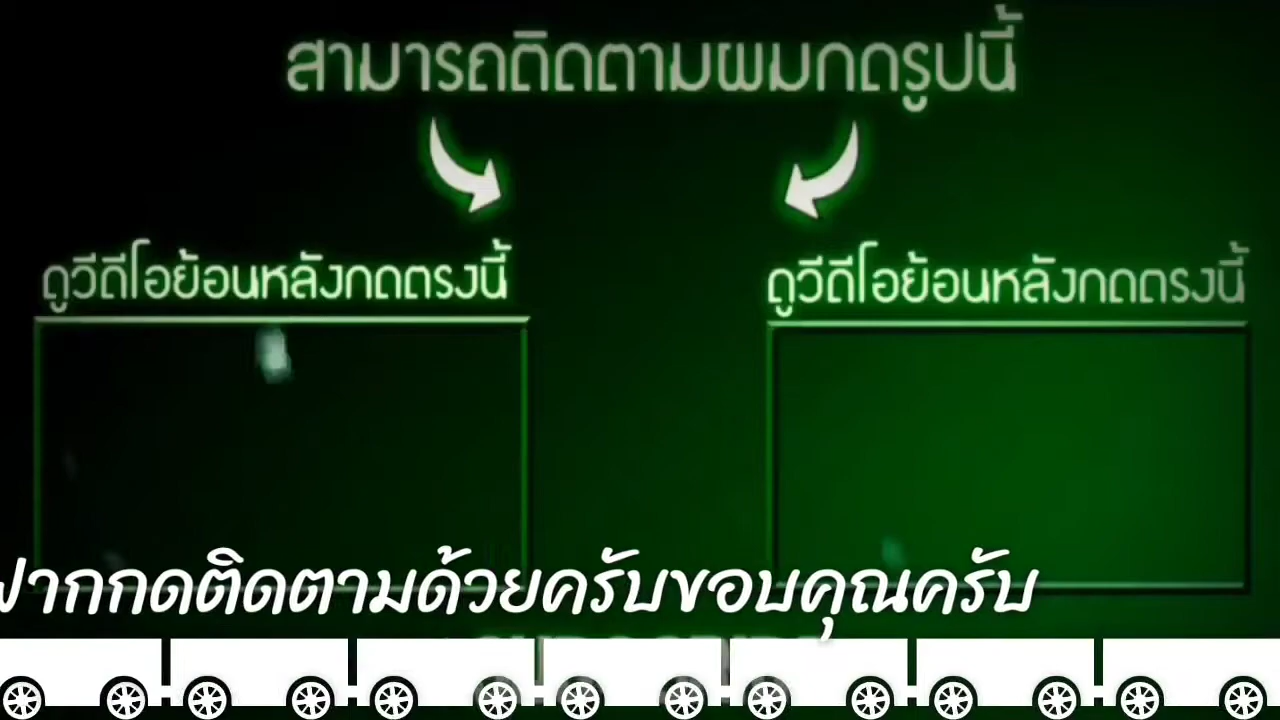 สามารถติดตามผมกดรูปนี้
ดูวีดีโอย้อนหลังกดตรงนี้
ดูวีดีโอย้อนหลังกดตรงนี้
ฝากกดติดตามด้วยครับขอบคุณครับ